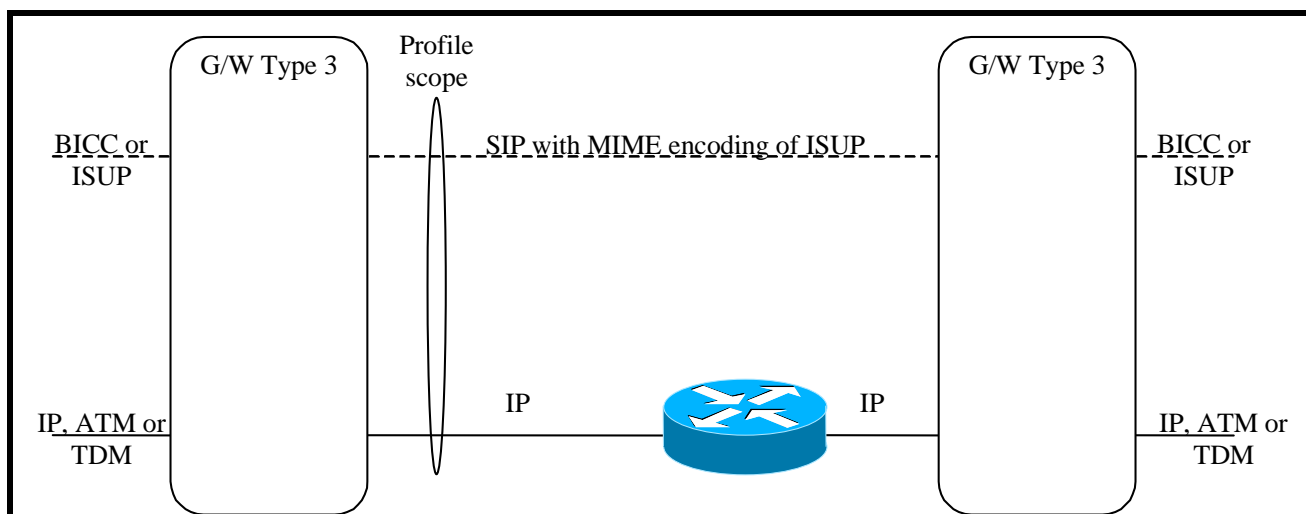 G/W Type 3
Profile
scope
G/W Type 3
BICC or
ISUP
SIP with MIME encoding of ISUP
BICC or
ISUP
IP, ATM or
TDM
IP
IP
IP, ATM or
TDM